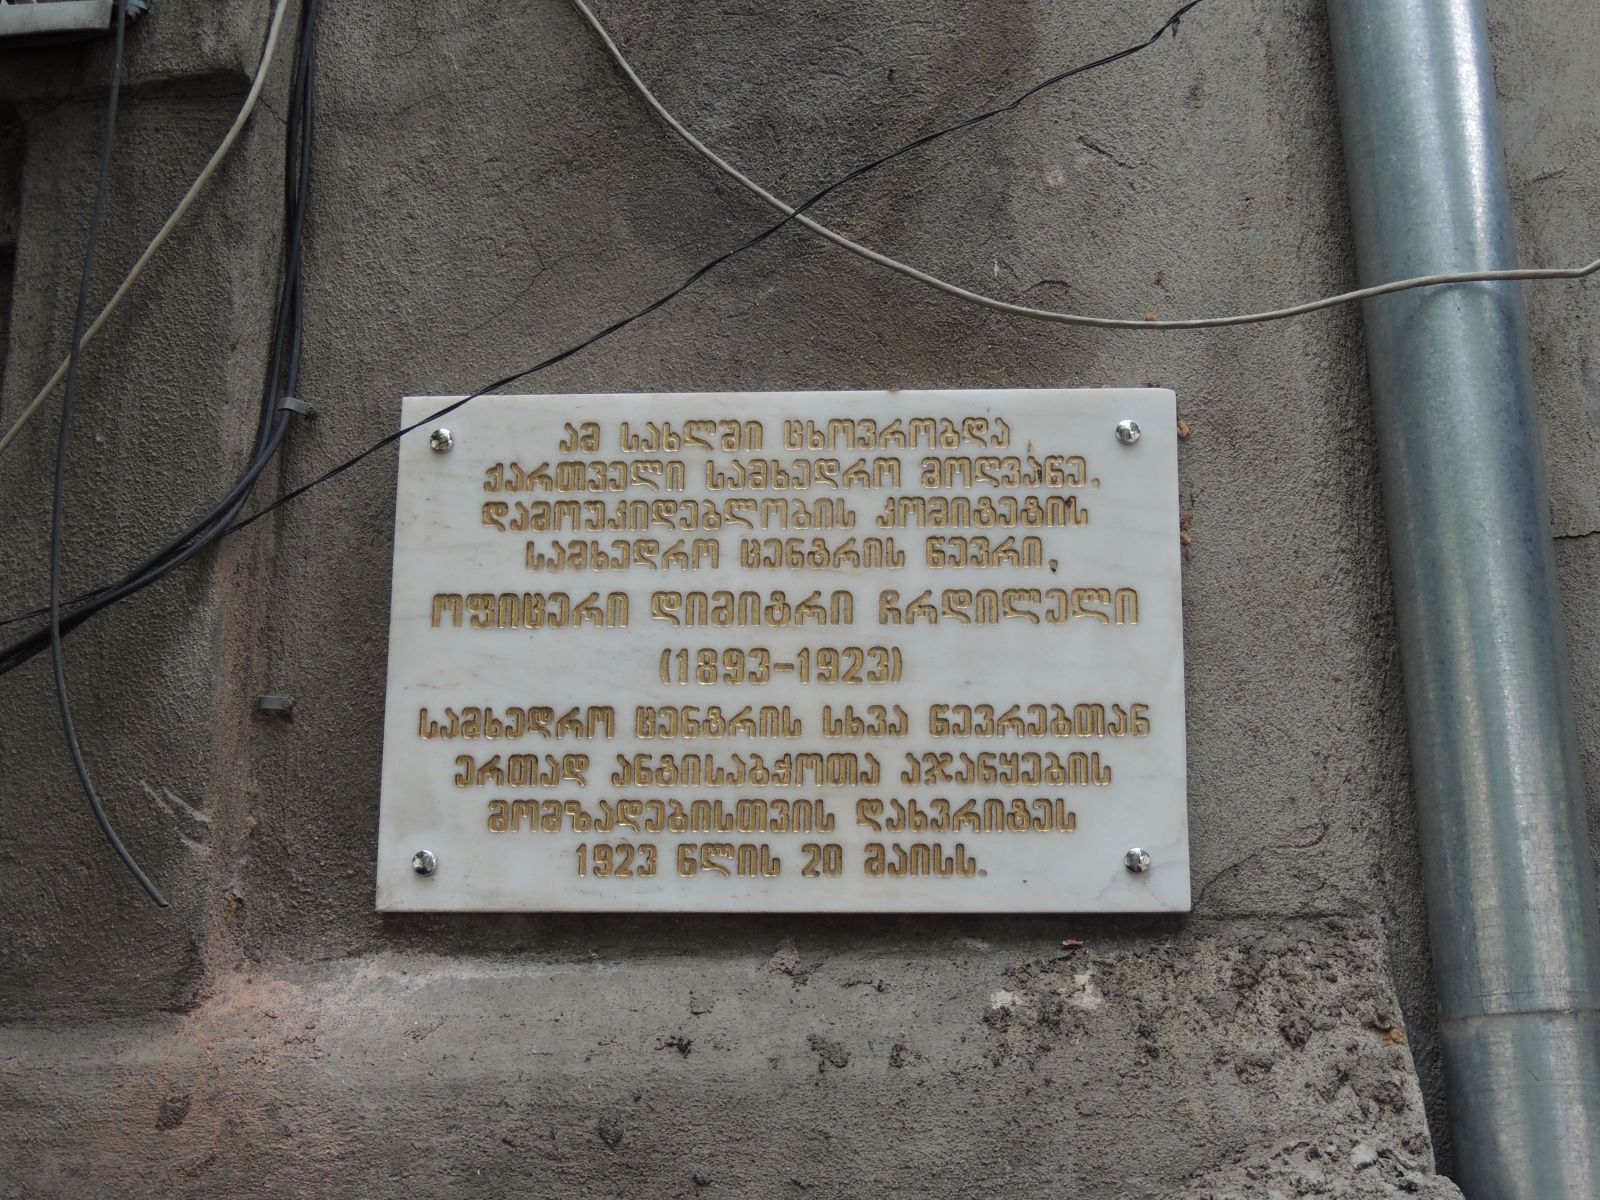 ამ სახლში ცხოვრობდა
ქართველი სამხედრო მოღვაწე,
დამოუკიდებლობის კომიტეტის
სამხედრო ცენტრის წევრი,
ოფიცერი დიმიტრი ჩრდილელი
(1893-1923)
სამხედრო ცენტრის სხვა წევრებთან
ერთად ანტისაბჭოთა აჯანყების
მომზადებისთვის დახვრიტეს
1923 წლის 20 მაისს.